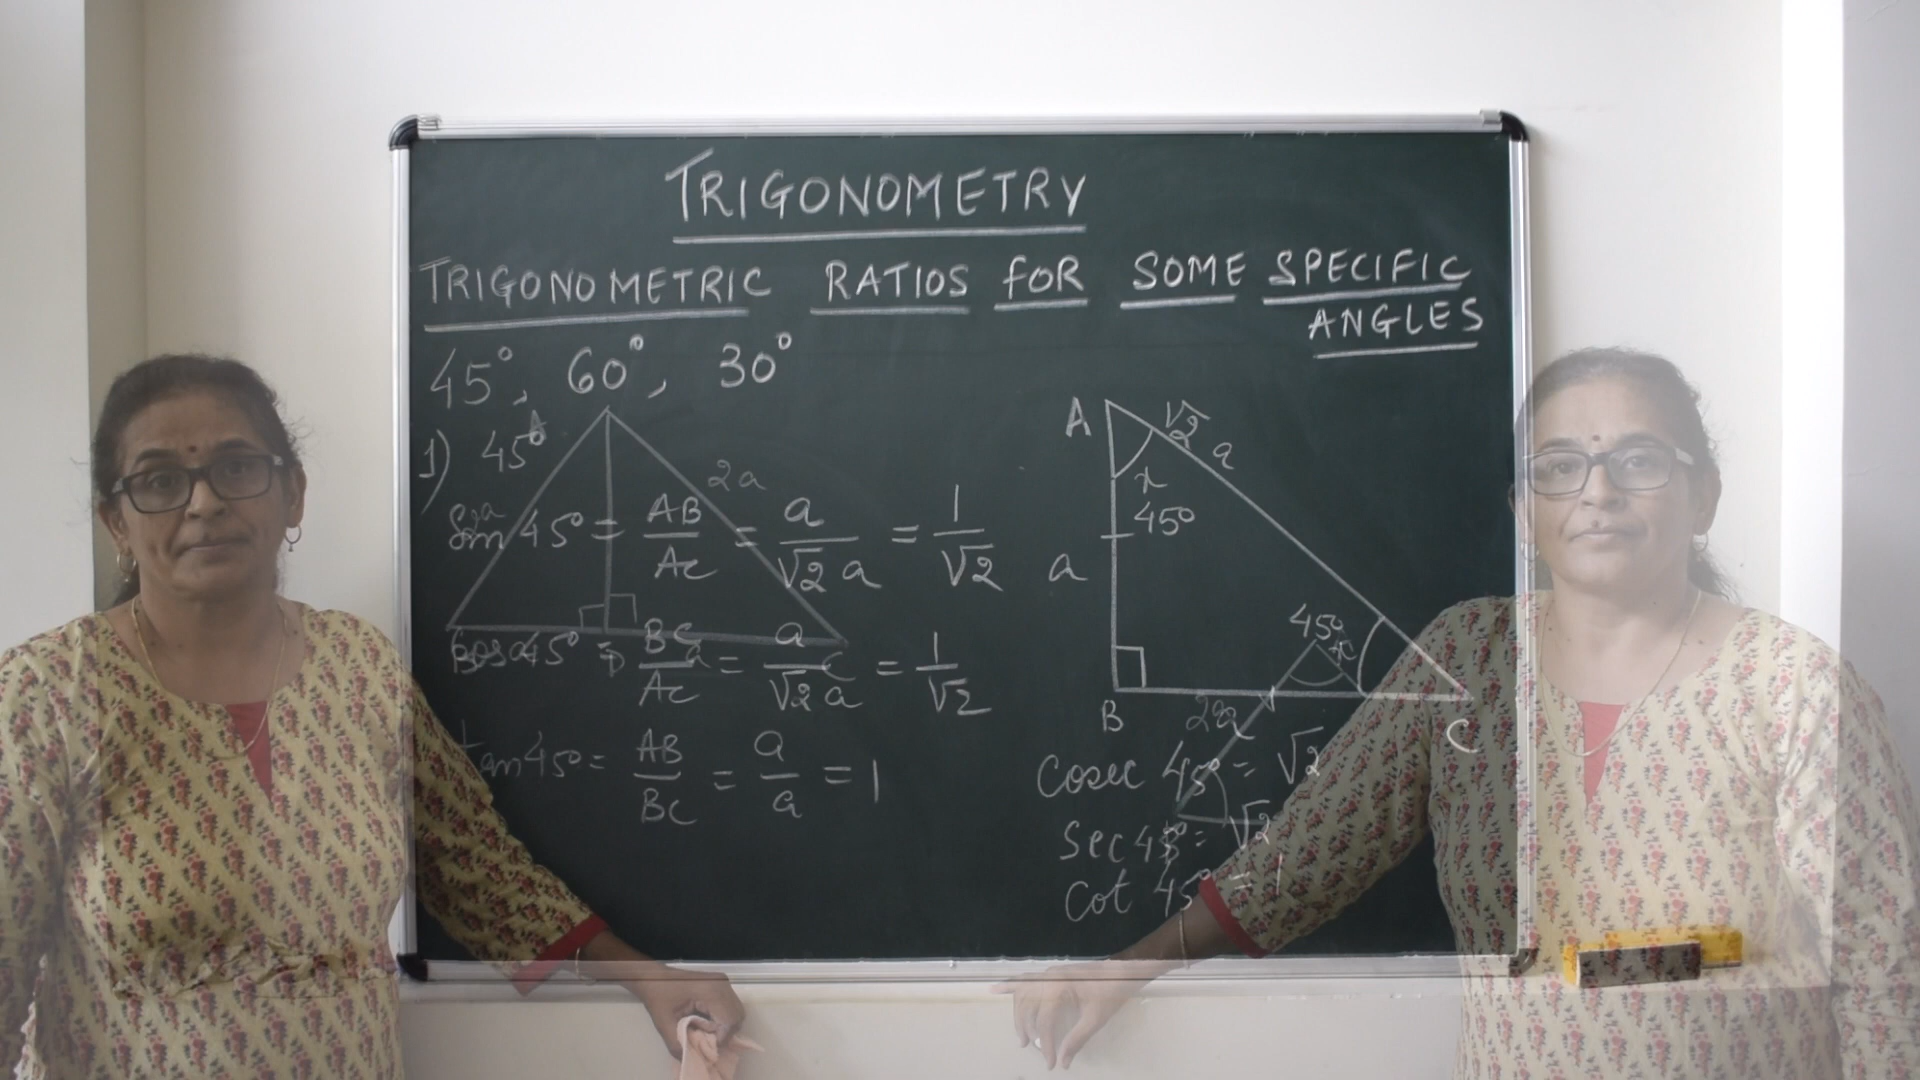 TRIGONOMETRY
TRIGONOMETRIC RATIOS FOR SOME SPECIFIC
ANGLES
45°, 60°, 30°
1) 45°
Sin 45° = AB/AC = a/√2 a = 1/√2
Cos 45° = BC/AC = a/√2 a = 1/√2
tan 45° = AB/BC = a/a = 1
A
2a
2a
D
a
C
A
√2 a
x
45°
a
45°
x
B
C
2a
Cosec 45° = √2
Sec 45° = √2
Cot 45° = 1